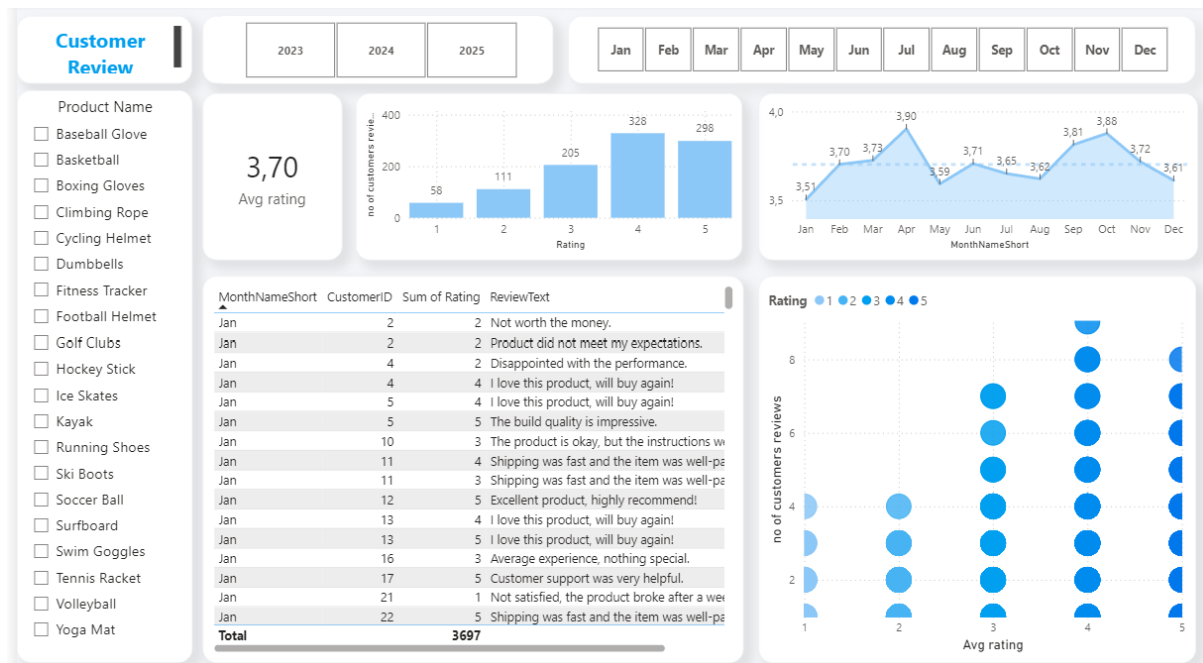 Customer
Review
2023 2024 2025
Jan Feb Mar Apr May Jun Jul Aug Sep Oct Nov Dec
Product Name
Baseball Glove
Basketball
Boxing Gloves
Climbing Rope
Cycling Helmet
Dumbbells
Fitness Tracker
Football Helmet
Golf Clubs
Hockey Stick
Ice Skates
Kayak
Running Shoes
Ski Boots
Soccer Ball
Surfboard
Swim Goggles
Tennis Racket
Volleyball
Yoga Mat
3,70
Avg rating
no of customers revie...
400
200
0
58
111
205
328
298
1 2 3 4 5
Rating
4,0
3,5
3,51
3,70
3,73
3,90
3,59
3,71
3,65
3,62
3,81
3,88
3,72
3,61
Jan Feb Mar Apr May Jun Jul Aug Sep Oct Nov Dec
MonthNameShort
MonthNameShort CustomerID Sum of Rating ReviewText
Jan 2 2 Not worth the money.
Jan 2 2 Product did not meet my expectations.
Jan 4 2 Disappointed with the performance.
Jan 4 4 I love this product, will buy again!
Jan 5 4 I love this product, will buy again!
Jan 5 5 The build quality is impressive.
Jan 10 3 The product is okay, but the instructions
Jan 11 4 Shipping was fast and the item was well-pa
Jan 11 3 Shipping was fast and the item was well-pa
Jan 12 5 Excellent product, highly recommend!
Jan 13 4 I love this product, will buy again!
Jan 13 5 I love this product, will buy again!
Jan 16 3 Average experience, nothing special.
Jan 17 5 Customer support was very helpful.
Jan 21 1 Not satisfied, the product broke after a
Jan 22 5 Shipping was fast and the item was well-pa
Total 3697
Rating 1 2 3 4 5
no of customers reviews
8
6
4
2
1 2 3 4 5
Avg rating